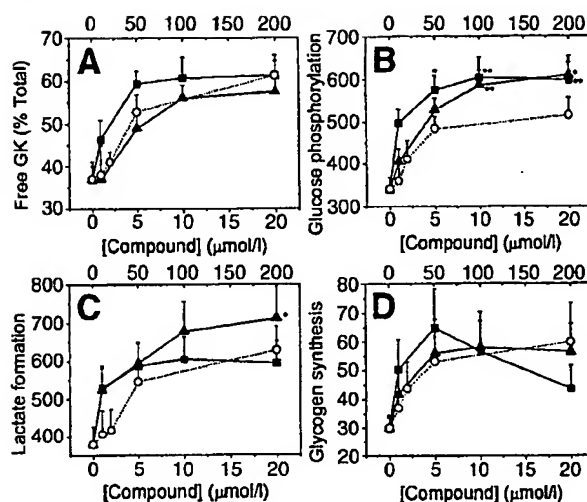 0 50 100 150 200
A
Free GK (% Total)
70
60
50
40
30
0 5 10 15 20
[Compound] (μmol/l)
0 50 100 150 200
B
Glucose phosphorylation
700
600
500
400
300
0 5 10 15 20
[Compound] (μmol/l)
0 50 100 150 200
C
Lactate formation
800
700
600
500
400
0 5 10 15 20
[Compound] (μmol/l)
0 50 100 150 200
D
Glycogen synthesis
80
70
60
50
40
30
20
0 5 10 15 20
[Compound] (μmol/l)